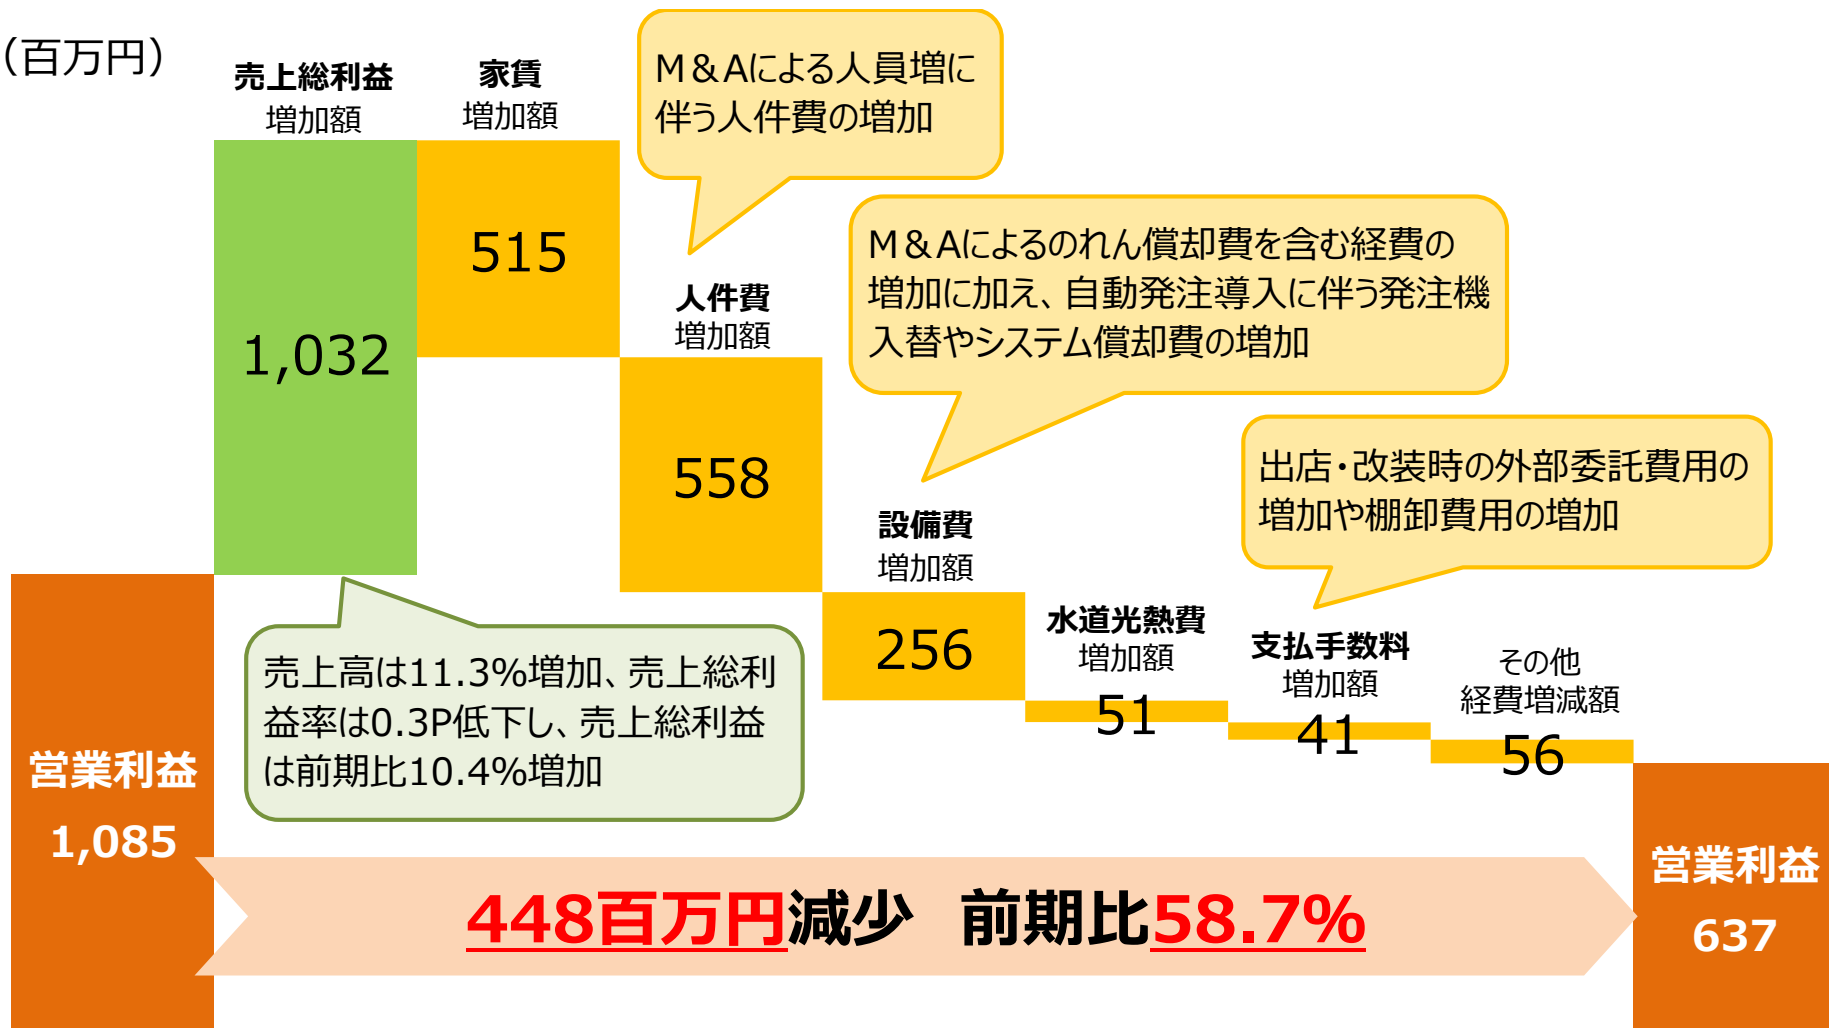 （百万円）
売上総利益
増加額
1,032
家賃
増加額
515
M＆Aによる人員増に
伴う人件費の増加
人件費
増加額
558
M＆Aによるのれん償却費を含む経費の
増加に加え、自動発注導入に伴う発注機
入替やシステム償却費の増加
設備費
増加額
256
水道光熱費
増加額
51
出店・改装時の外部委託費用の
増加や棚卸費用の増加
支払手数料
増加額
41
その他
経費増減額
56
売上高は11.3%増加、売上総利
益率は0.3P低下し、売上総利益
は前期比10.4%増加
営業利益
1,085
448百万円減少　前期比58.7%
営業利益
637